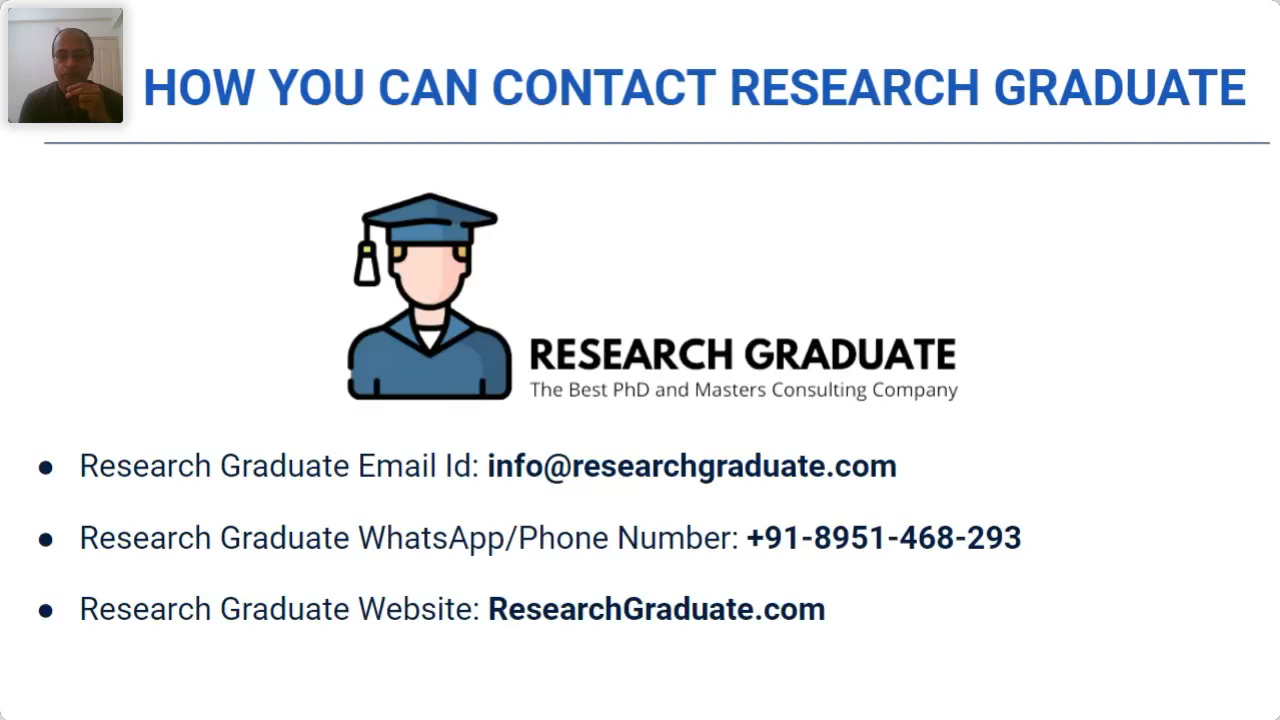 HOW YOU CAN CONTACT RESEARCH GRADUATE
RESEARCH GRADUATE
The Best PhD and Masters Consulting Company
● Research Graduate Email Id: info@researchgraduate.com
● Research Graduate WhatsApp/Phone Number: +91-8951-468-293
● Research Graduate Website: ResearchGraduate.com